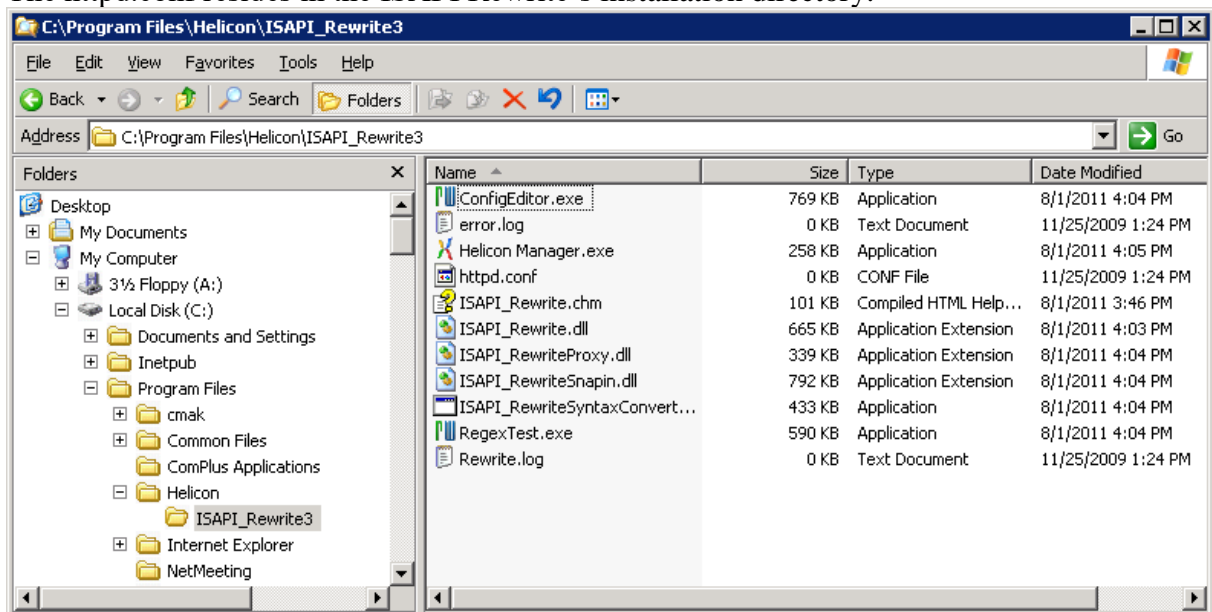 C:\Program Files\Helicon\ISAPI_Rewrite3
File Edit View Favorites Tools Help
Back Search Folders
Address C:\Program Files\Helicon\ISAPI_Rewrite3 Go
Folders x Name Size Type Date Modified
Desktop
My Documents
My Computer
3½ Floppy (A:)
Local Disk (C:)
Documents and Settings
Inetpub
Program Files
cmak
Common Files
ComPlus Applications
Helicon
ISAPI_Rewrite3
Internet Explorer
NetMeeting
ConfigEditor.exe 769 KB Application 8/1/2011 4:04 PM
error.log 0 KB Text Document 11/25/2009 1:24 PM
Helicon Manager.exe 258 KB Application 8/1/2011 4:05 PM
httpd.conf 0 KB CONF File 11/25/2009 1:24 PM
ISAPI_Rewrite.chm 101 KB Compiled HTML Help... 8/1/2011 3:46 PM
ISAPI_Rewrite.dll 665 KB Application Extension 8/1/2011 4:03 PM
ISAPI_RewriteProxy.dll 339 KB Application Extension 8/1/2011 4:04 PM
ISAPI_RewriteSnapin.dll 792 KB Application Extension 8/1/2011 4:04 PM
ISAPI_RewriteSyntaxConvert... 433 KB Application 8/1/2011 4:04 PM
RegexTest.exe 590 KB Application 8/1/2011 4:04 PM
Rewrite.log 0 KB Text Document 11/25/2009 1:24 PM